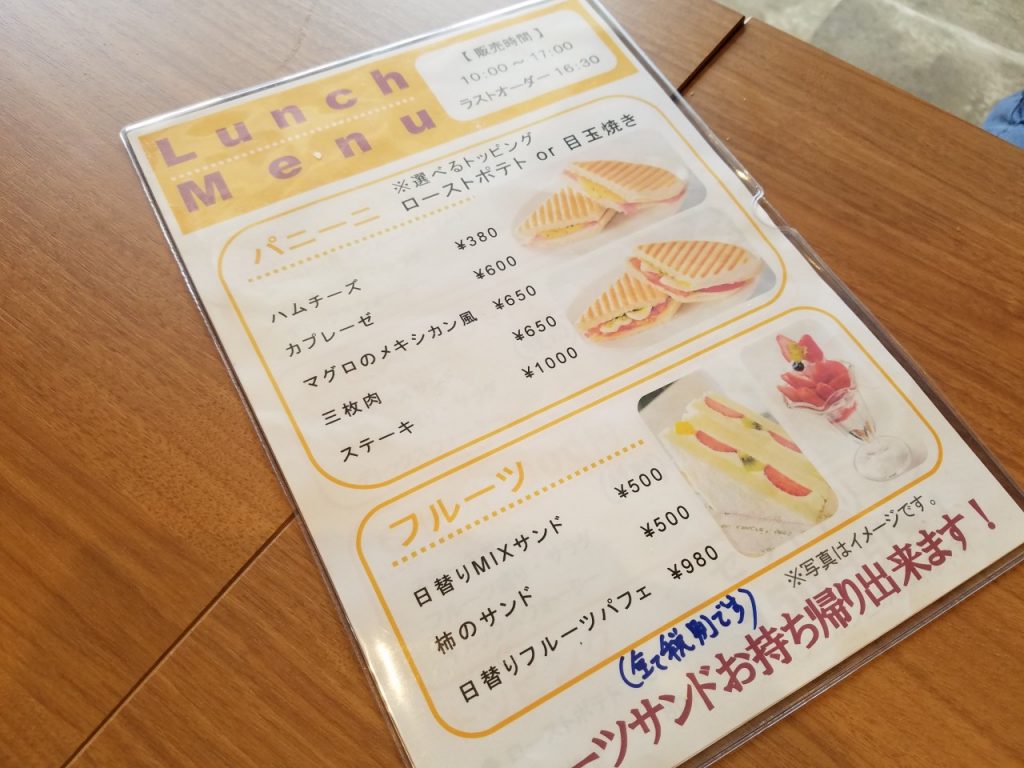 Lunch
Menu
【 販売時間 】
10:00 ~ 17:00
ラストオーダー 16:30
パニーニ
※選べるトッピング
ローストポテト or 目玉焼き
ハムチーズ ¥380
カプレーゼ ¥600
マグロのメキシカン風 ¥650
三枚肉 ¥650
ステーキ ¥1000
フルーツ
日替りMIXサンド ¥500
柿のサンド ¥500
日替りフルーツパフェ ¥980
※写真はイメージです。
(全て税別です)
ーツサンドお持ち帰り出来ます!